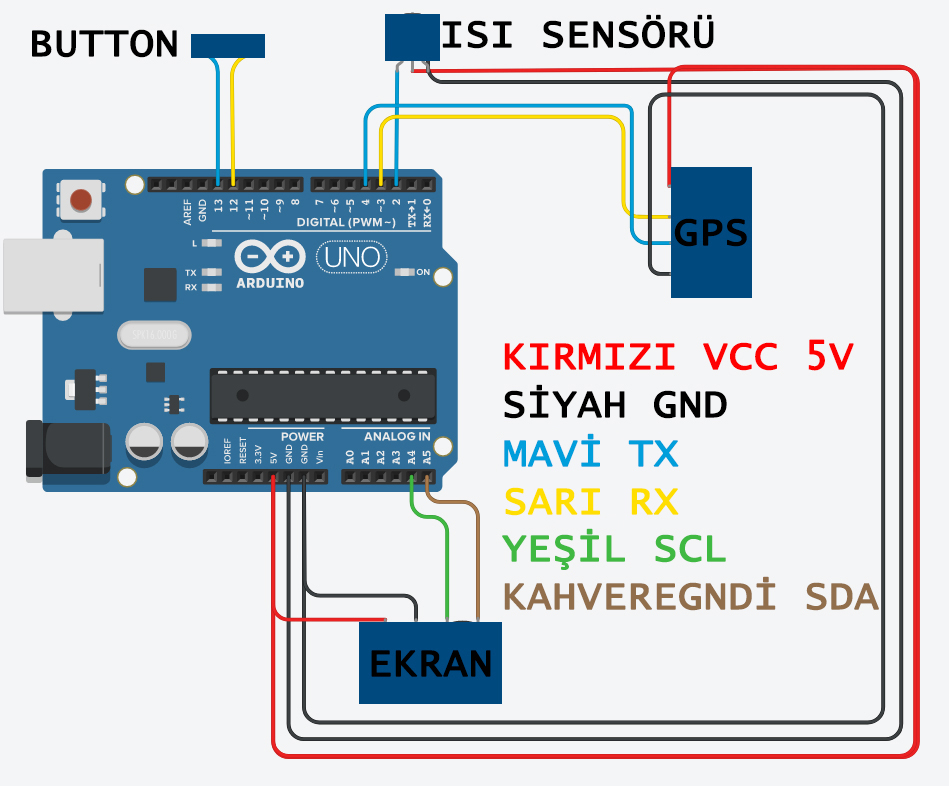 BUTTON
ISI SENSÖRÜ
AREF
GND
13
12
~11
~10
~9
8
7
~6
~5
4
~3
2
TX→1
RX←0
DIGITAL (PWM~)
L
TX
RX
ARDUINO
UNO
ON
GPS
KIRMIZI VCC 5V
SİYAH GND
MAVİ TX
SARI RX
YEŞİL SCL
KAHVEREGNDİ SDA
POWER
ANALOG IN
IOREF
RESET
3.3V
5V
GND
GND
Vin
A0
A1
A2
A3
A4
A5
EKRAN